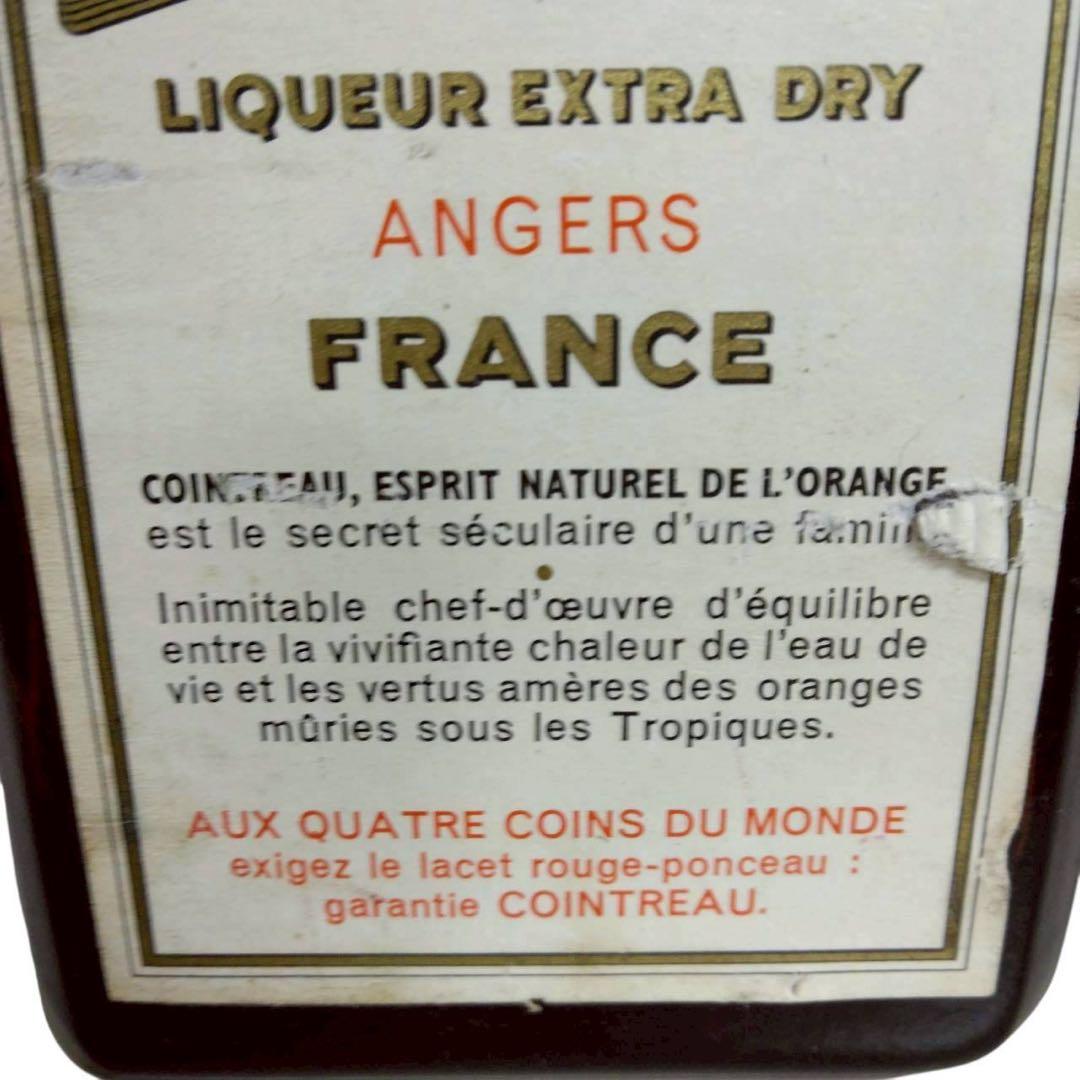 LIQUEUR EXTRA DRY
ANGERS
FRANCE
COINTREAU, ESPRIT NATUREL DE L'ORANGE
est le secret séculaire d'une
Inimitable chef-d'œuvre d'équilibre
entre la vivifiante chaleur de l'eau de
vie et les vertus amères des oranges
mûries sous les Tropiques.
AUX QUATRE COINS DU MONDE
exigez le lacet rouge-ponceau :
garantie COINTREAU.